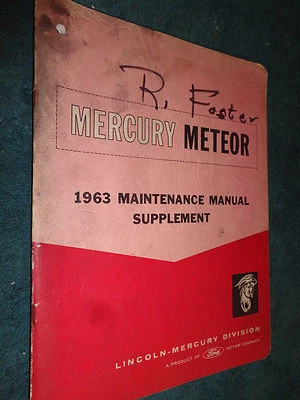 R. Foster
MERCURY METEOR
1963 MAINTENANCE MANUAL
SUPPLEMENT
LINCOLN-MERCURY DIVISION
A PRODUCT OF Ford MOTOR COMPANY